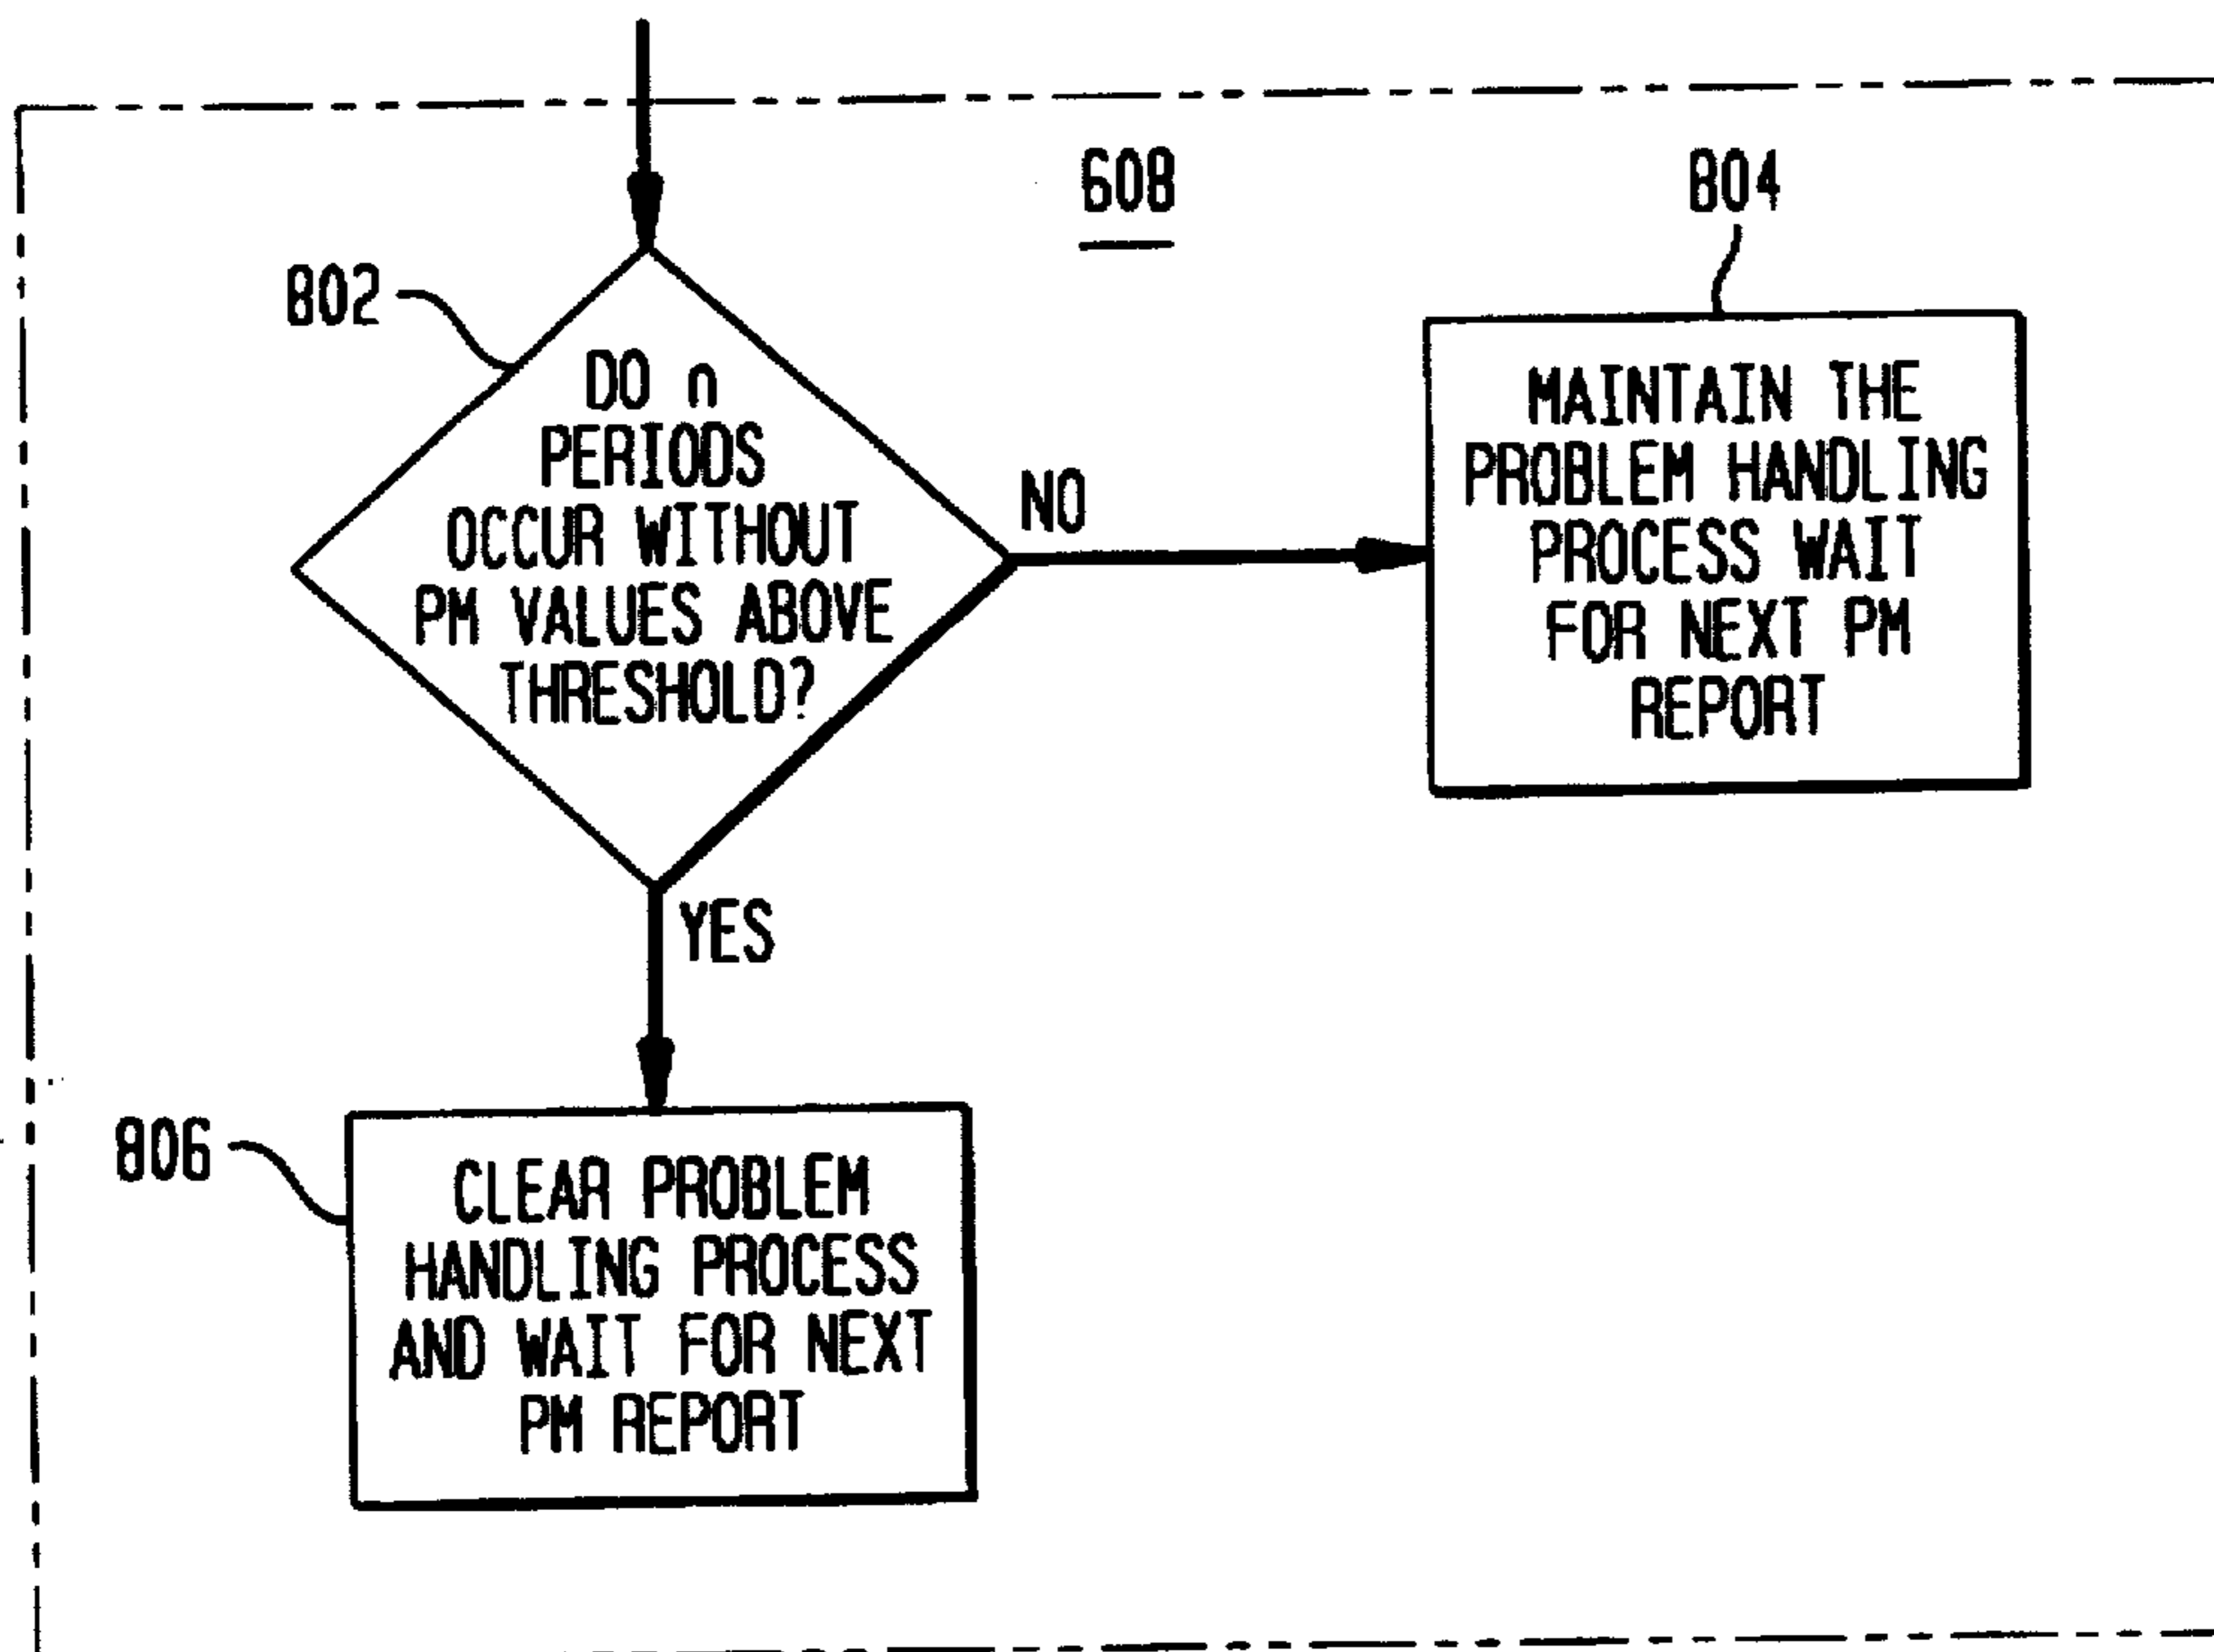 608
804
802
DO n
PERIODS
OCCUR WITHOUT
PM VALUES ABOVE
THRESHOLD?
NO
MAINTAIN THE
PROBLEM HANDLING
PROCESS WAIT
FOR NEXT PM
REPORT
YES
806
CLEAR PROBLEM
HANDLING PROCESS
AND WAIT FOR NEXT
PM REPORT